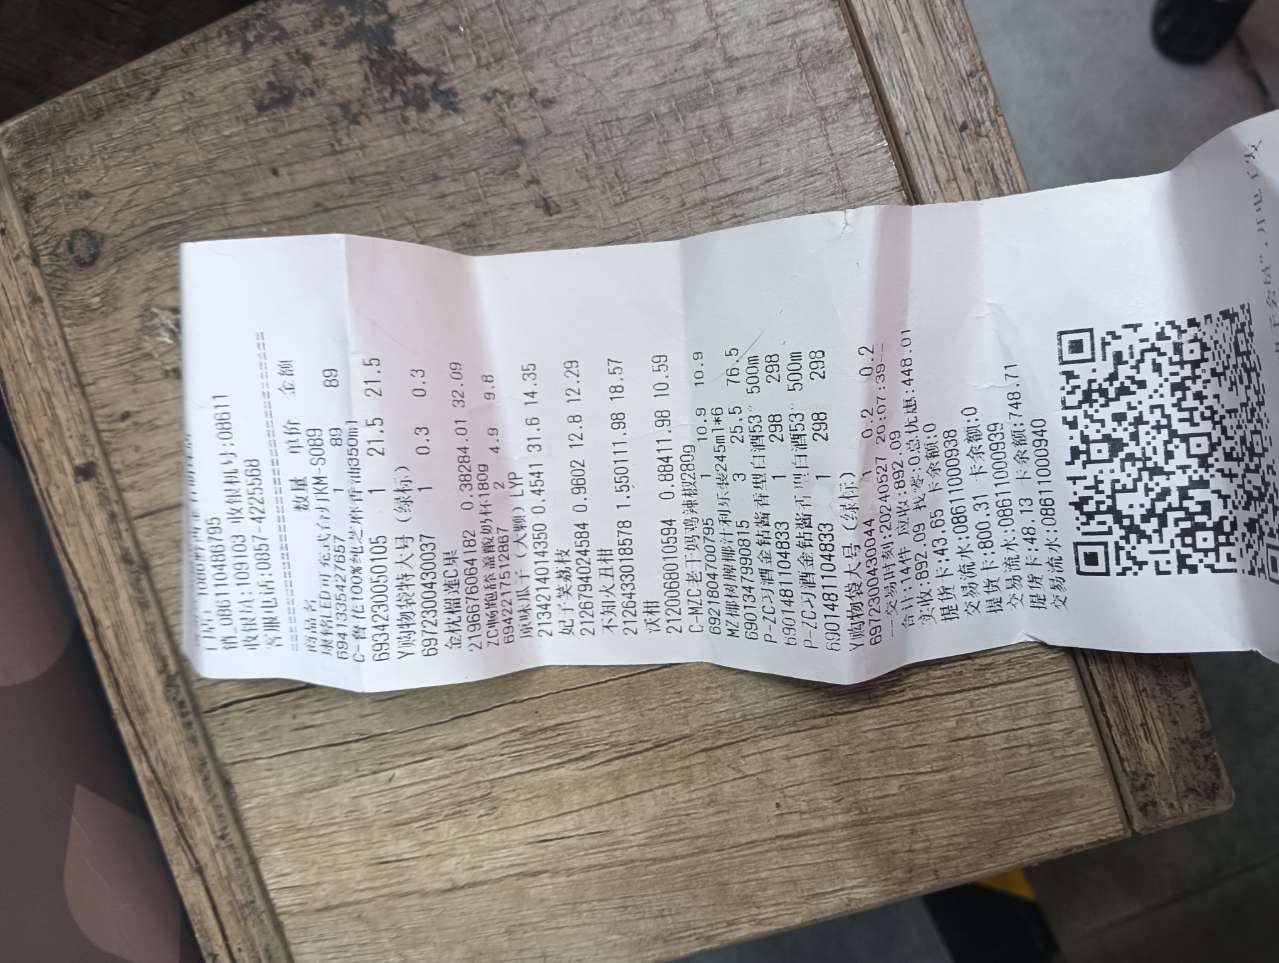 销:086110486795
收银员:109103 收银机号:08611
客服电话:0857-4225568
==============================
商品名 数量 单价 金额
康铭LED可充式台灯KM-S089
6941335427657 1 89 89
C-鲁花100%纯芝麻香油350ml
6934230050105 1 21.5 21.5
Y购物袋特大号(绿标)
6972300430037 1 0.3 0.3
金枕榴莲C果
2196676064182 0.38284.01 32.09
ZC畅跑桑盖酸奶杯180g
6942217512867 2 4.9 9.8
原味瓜子(大颗)LYP
2134214014350 0.4541 31.6 14.35
妃子笑荔枝
2126794024584 0.9602 12.8 12.29
不知火丑柑
2126433018578 1.550111.98 18.57
沃柑
2120068010594 0.88411.98 10.59
C-MZC老干妈鸡辣椒280g
6921804700795 1 10.9 10.9
MZ椰树牌椰汁利乐装245ml*6
6901347990815 3 25.5 76.5
P-ZC习酒金钻酱香型白酒53°500m
6901481104833 1 298 298
P-ZC习酒金钻酱香 白酒53°500m
6901481104833 1 298 298
Y购物袋大号(绿标)
6972300430044 1 0.2 0.2
---交易时刻:20240527 20:07:39---
合计:14件 应收:892.09
实收:892.09 找零:0总优惠:448.01
提货卡:43.65 卡余额:0
交易流水:08611000938
提货卡:800.31 卡余额:0
交易流水:08611000939
提货卡:48.13 卡余额:748.71
交易流水:08611000940